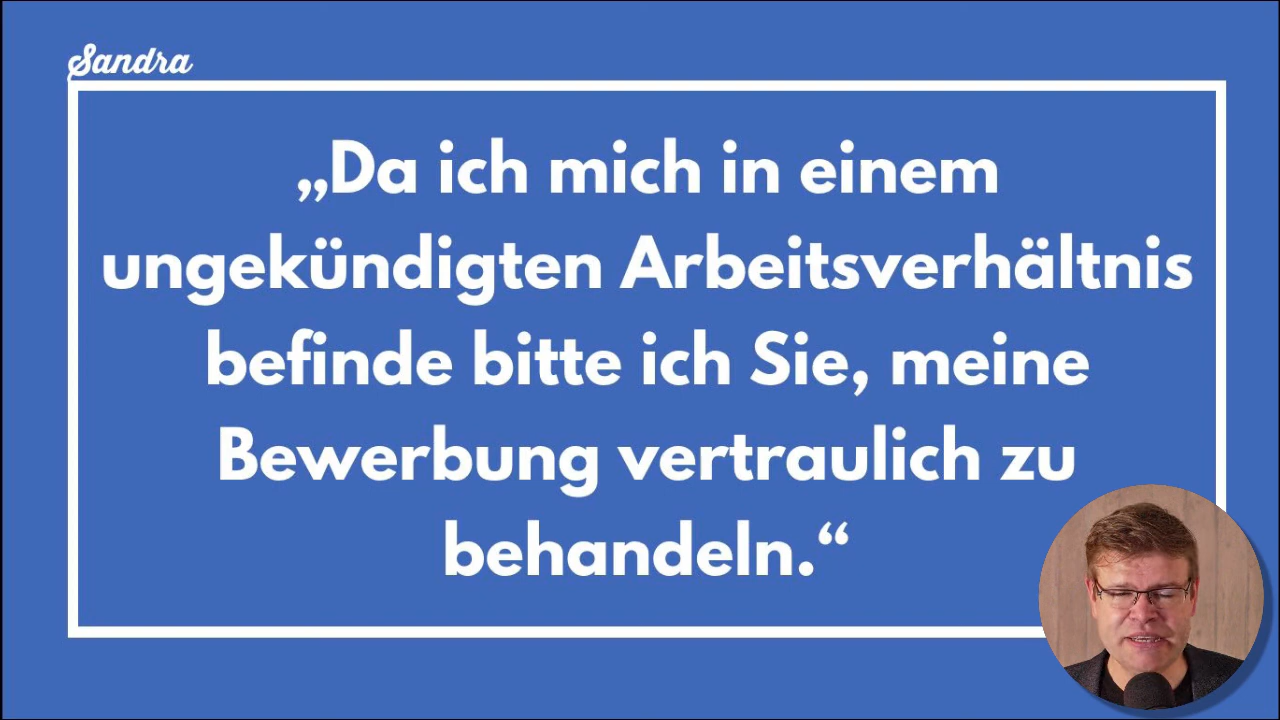 Sandra
„Da ich mich in einem
ungekündigten Arbeitsverhältnis
befinde bitte ich Sie, meine
Bewerbung vertraulich zu
behandeln.“